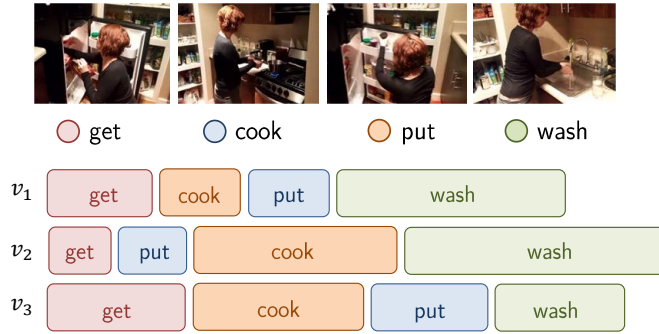 get cook put wash
v₁ get cook put wash
v₂ get put cook wash
v₃ get cook put wash